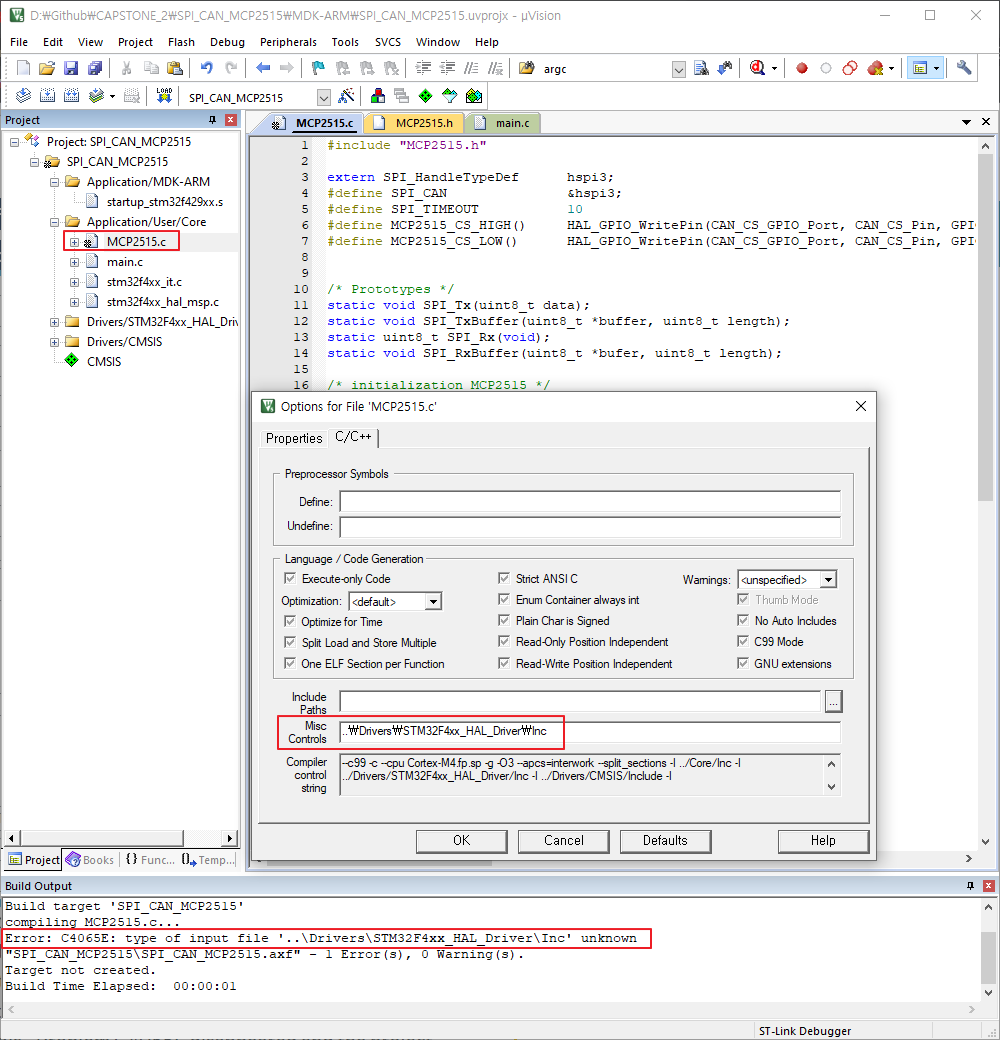 D:₩Github₩CAPSTONE_2₩SPI_CAN_MCP2515₩MDK-ARM₩SPI_CAN_MCP2515.uvprojx - µVision
File Edit View Project Flash Debug Peripherals Tools SVCS Window Help
argc
LOAD SPI_CAN_MCP2515
Project
Project: SPI_CAN_MCP2515
SPI_CAN_MCP2515
Application/MDK-ARM
startup_stm32f429xx.s
Application/User/Core
MCP2515.c
main.c
stm32f4xx_it.c
stm32f4xx_hal_msp.c
Drivers/STM32F4xx_HAL_Driv
Drivers/CMSIS
CMSIS
Project Books {} Func... Temp...
MCP2515.c MCP2515.h main.c
1 #include "MCP2515.h"
2
3 extern SPI_HandleTypeDef hspi3;
4 #define SPI_CAN &hspi3;
5 #define SPI_TIMEOUT 10
6 #define MCP2515_CS_HIGH() HAL_GPIO_WritePin(CAN_CS_GPIO_Port, CAN_CS_Pin, GPI
7 #define MCP2515_CS_LOW() HAL_GPIO_WritePin(CAN_CS_GPIO_Port, CAN_CS_Pin, GPI
8
9
10 /* Prototypes */
11 static void SPI_Tx(uint8_t data);
12 static void SPI_TxBuffer(uint8_t *buffer, uint8_t length);
13 static uint8_t SPI_Rx(void);
14 static void SPI_RxBuffer(uint8_t *bufer, uint8_t length);
15
16 /* initialization MCP2515 */
Options for File 'MCP2515.c'
Properties C/C++
Preprocessor Symbols
Define:
Undefine:
Language / Code Generation
Execute-only Code Strict ANSI C Warnings: <unspecified>
Optimization: <default> Enum Container always int Thumb Mode
Optimize for Time Plain Char is Signed No Auto Includes
Split Load and Store Multiple Read-Only Position Independent C99 Mode
One ELF Section per Function Read-Write Position Independent GNU extensions
Include
Paths
...
Misc
Controls
..₩Drivers₩STM32F4xx_HAL_Driver₩Inc
Compiler
control
string
--c99 -c --cpu Cortex-M4.fp.sp -g -O3 --apcs=interwork --split_sections -I ../Core/Inc -I
../Drivers/STM32F4xx_HAL_Driver/Inc -I ../Drivers/CMSIS/Include -I
OK Cancel Defaults Help
Build Output
Build target 'SPI_CAN_MCP2515'
compiling MCP2515.c...
Error: C4065E: type of input file '..\Drivers\STM32F4xx_HAL_Driver\Inc' unknown
"SPI_CAN_MCP2515\SPI_CAN_MCP2515.axf" - 1 Error(s), 0 Warning(s).
Target not created.
Build Time Elapsed: 00:00:01
ST-Link Debugger